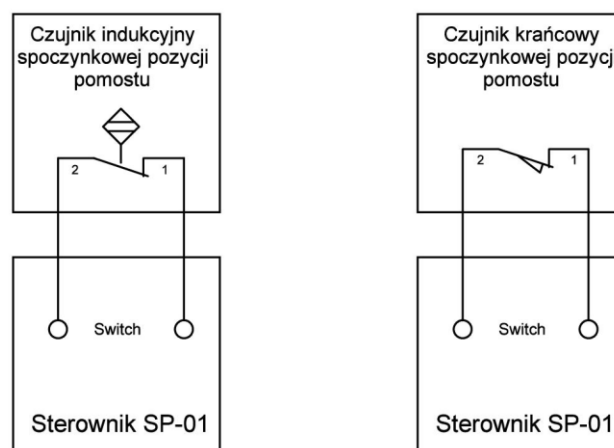 Czujnik indukcyjny
spoczynkowej pozycji
pomostu
2
1
Switch
Sterownik SP-01
Czujnik krańcowy
spoczynkowej pozycj
pomostu
2
1
Switch
Sterownik SP-01